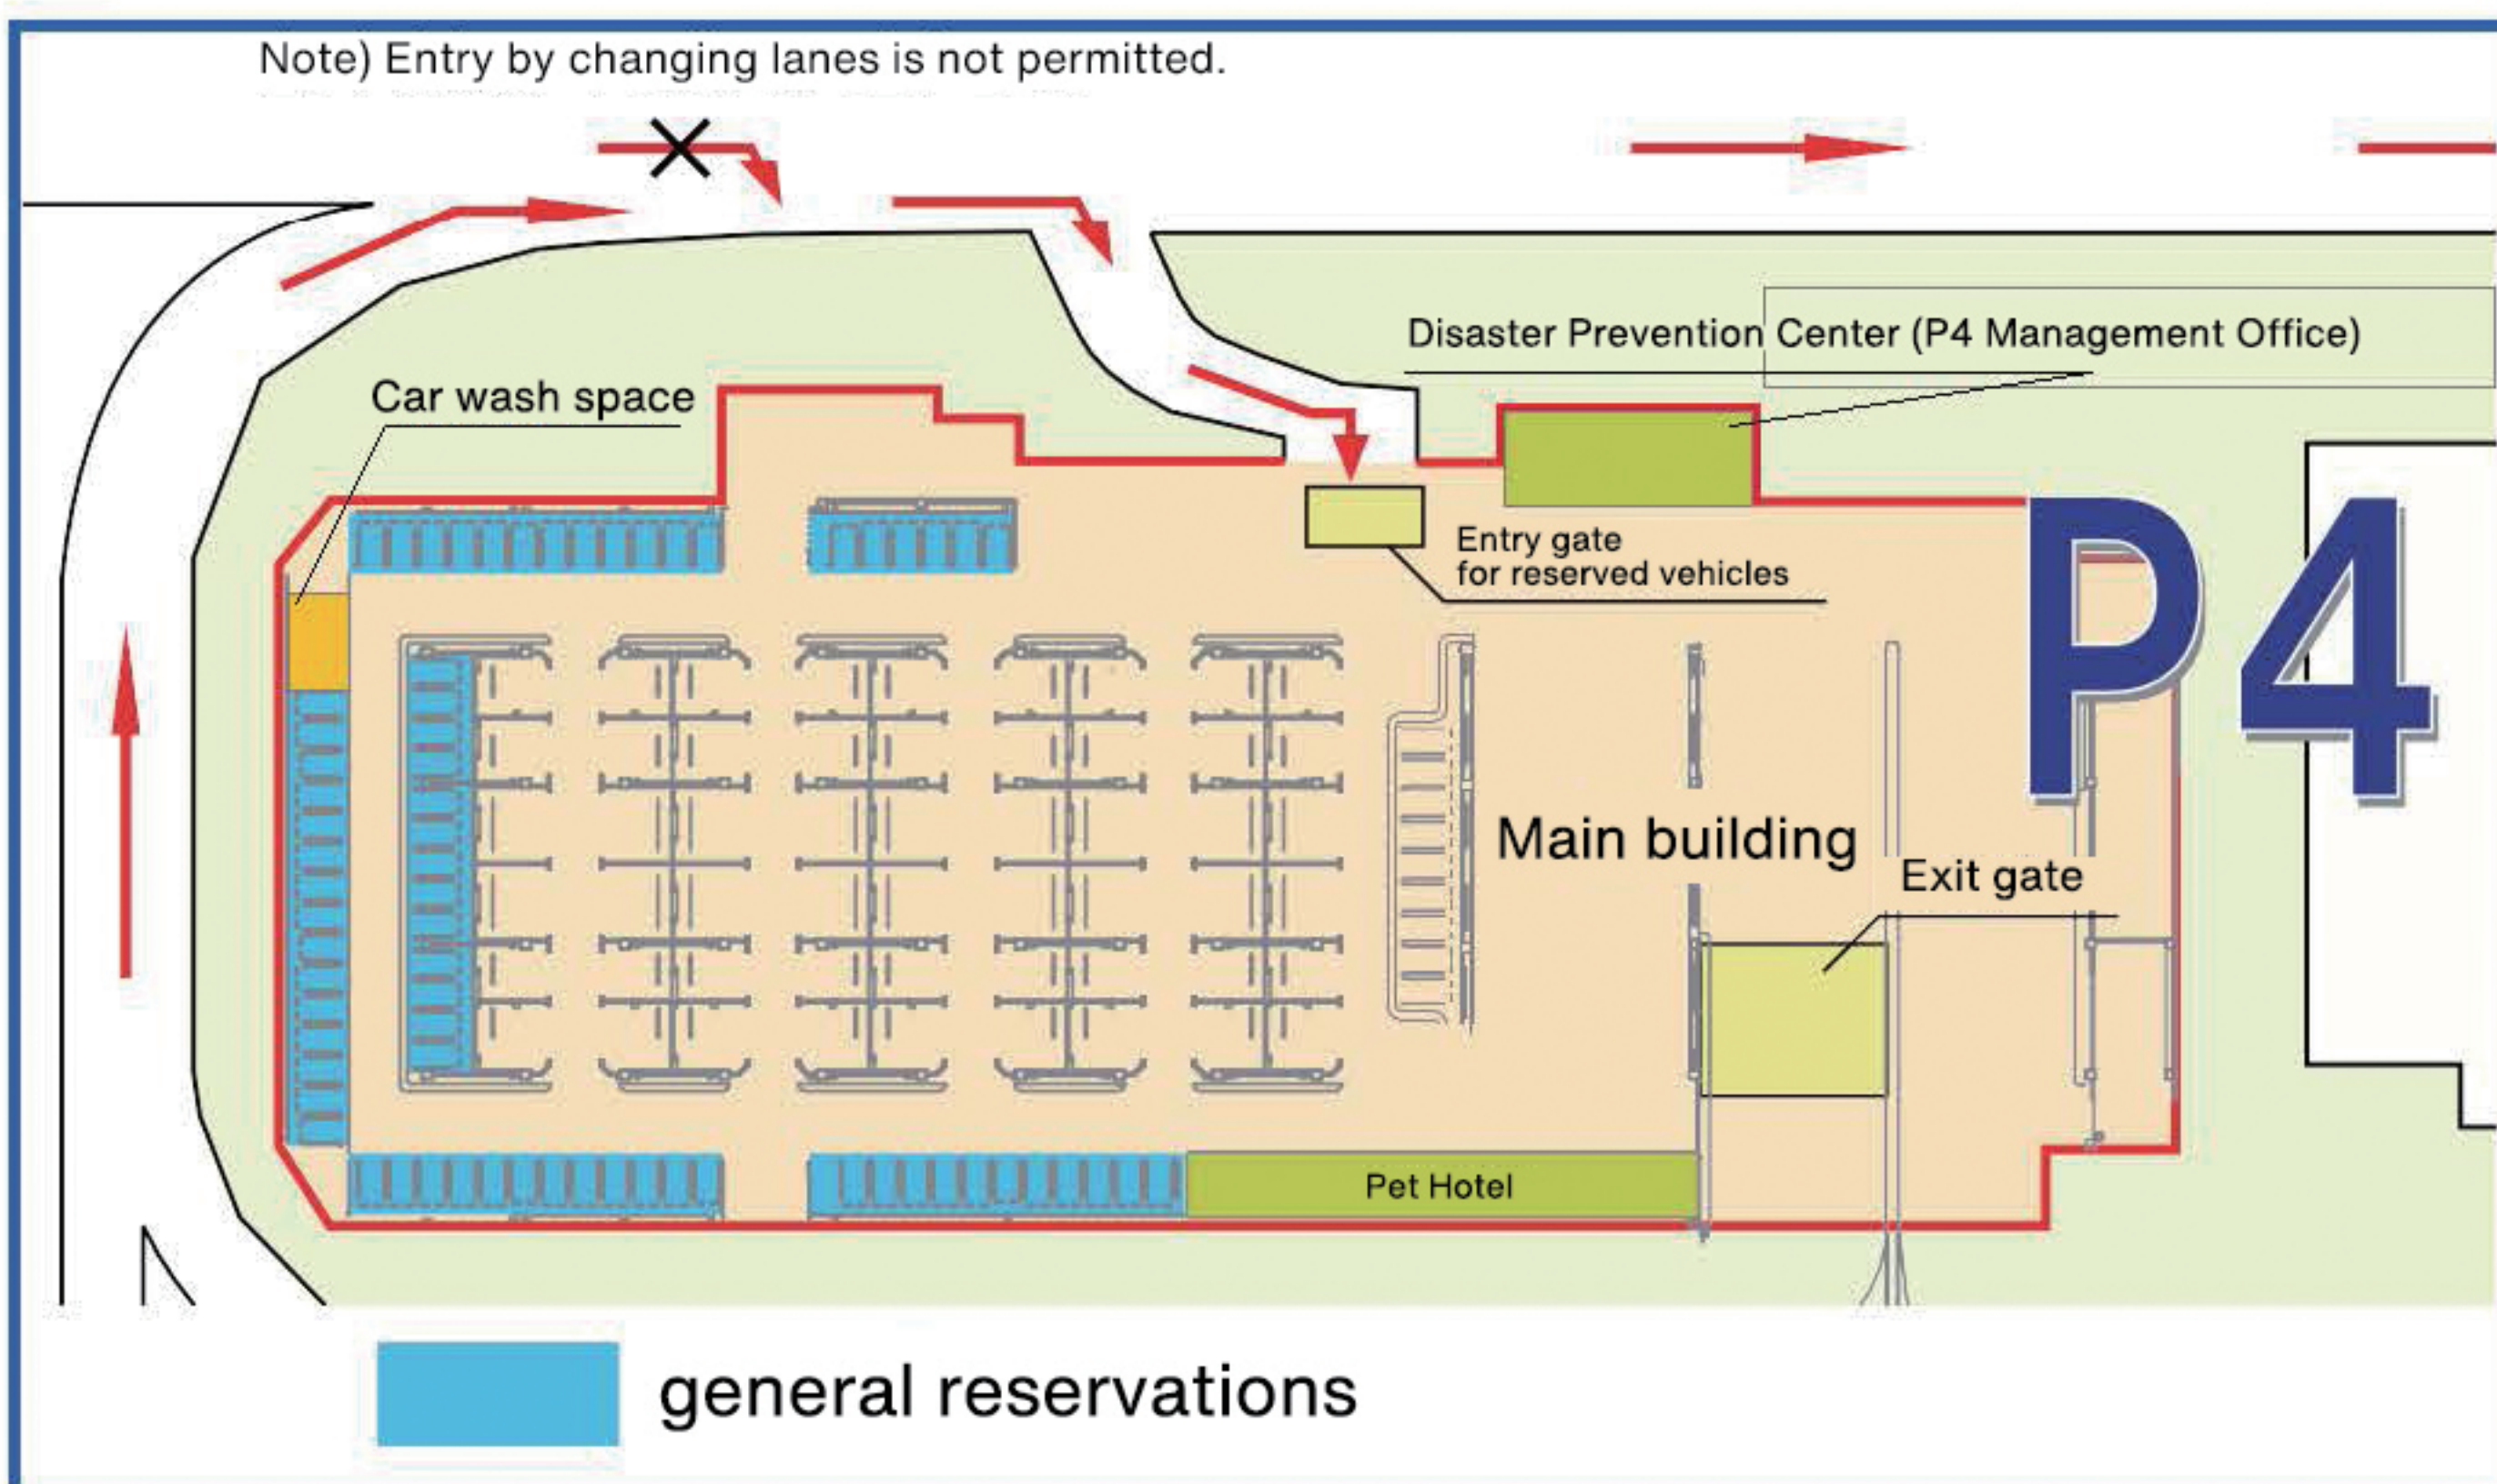 Note) Entry by changing lanes is not permitted.
Disaster Prevention Center (P4 Management Office)
Car wash space
Entry gate
for reserved vehicles
P4
Main building
Exit gate
Pet Hotel
general reservations